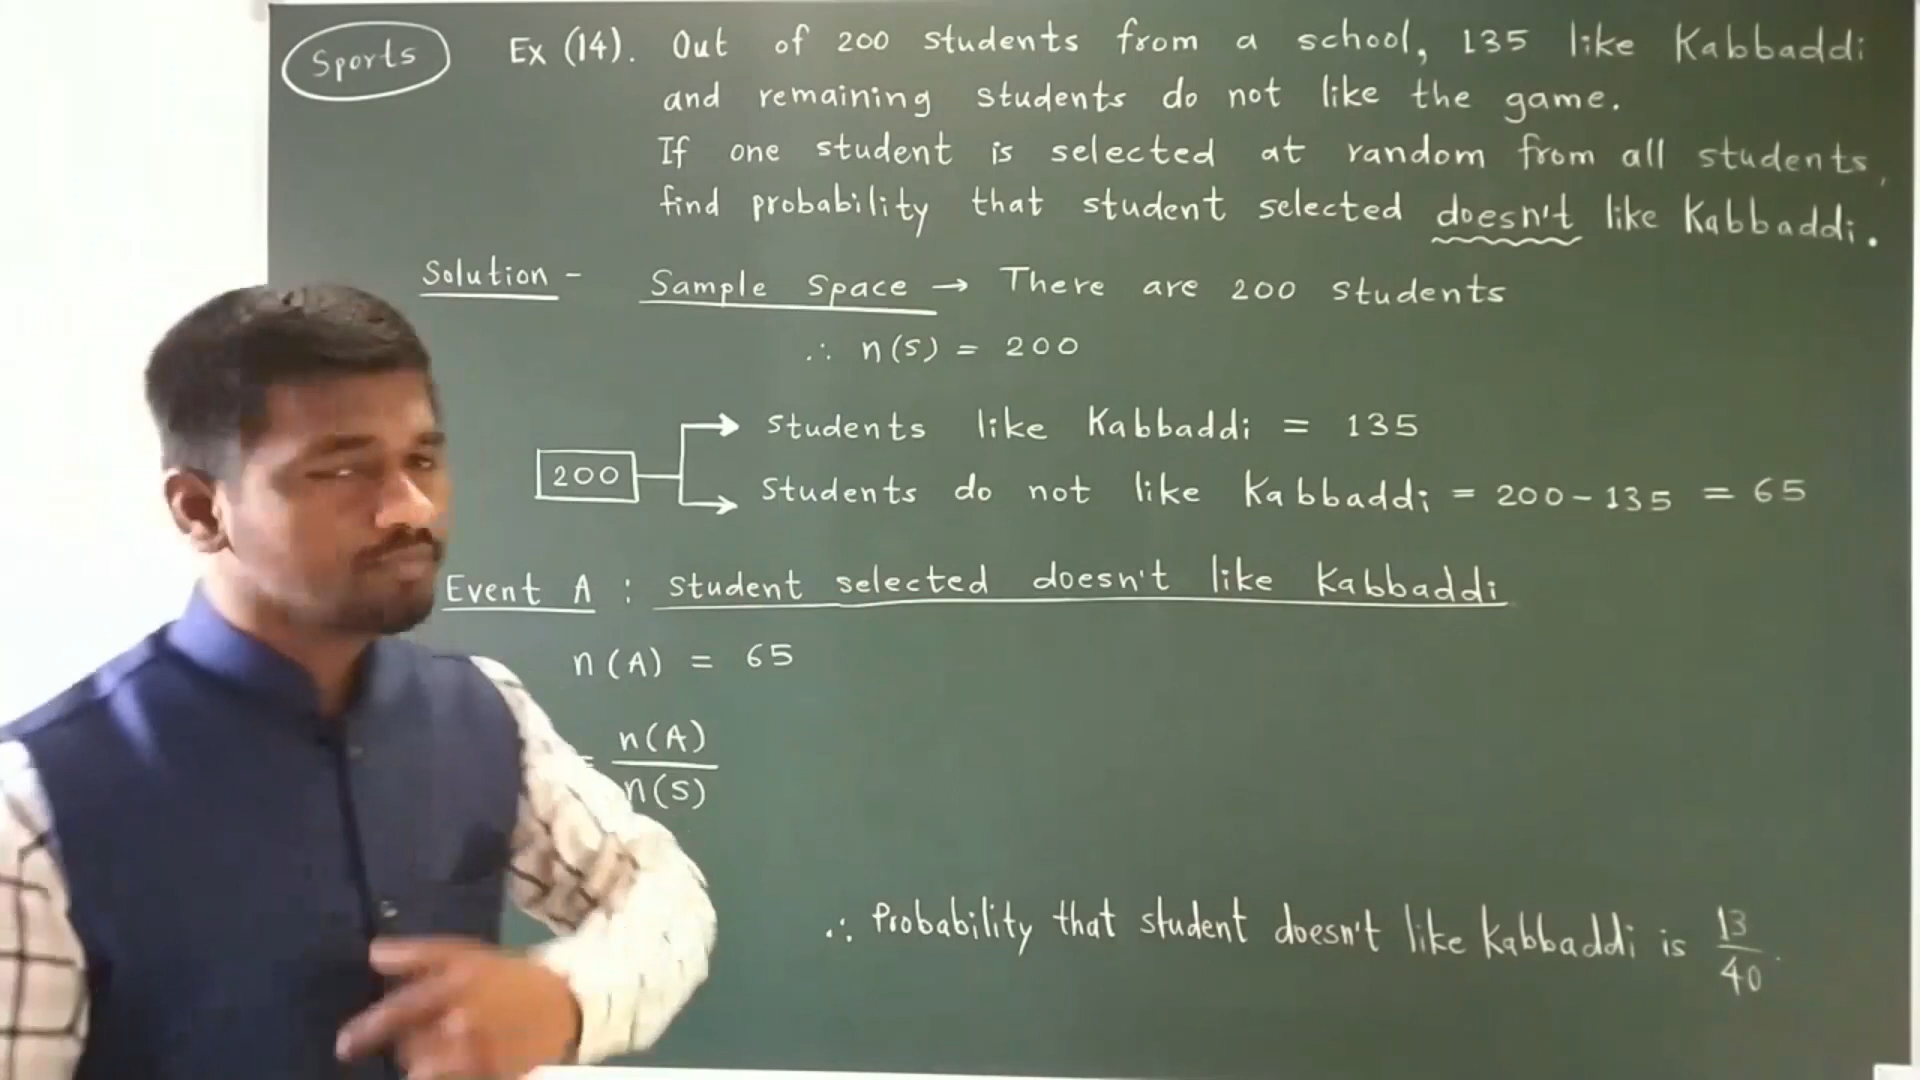 Sports
Ex (14). Out of 200 students from a school, 135 like Kabbaddi
and remaining students do not like the game.
If one student is selected at random from all students,
find probability that student selected doesn't like Kabbaddi.
Solution - Sample Space → There are 200 students
∴ n(S) = 200
students like Kabbaddi = 135
200
Students do not like Kabbaddi = 200 - 135 = 65
Event A : student selected doesn't like Kabbaddi
n(A) = 65
= n(A)
n(S)
∴ Probability that student doesn't like Kabbaddi is 13/40.